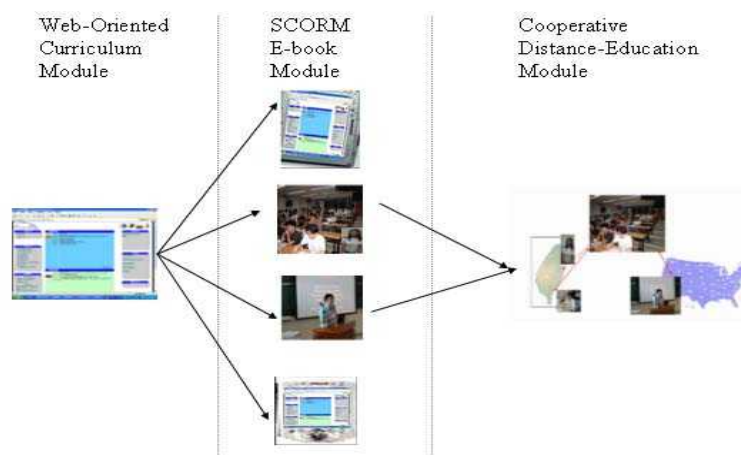 Web-Oriented
Curriculum
Module
SCORM
E-book
Module
Cooperative
Distance-Education
Module